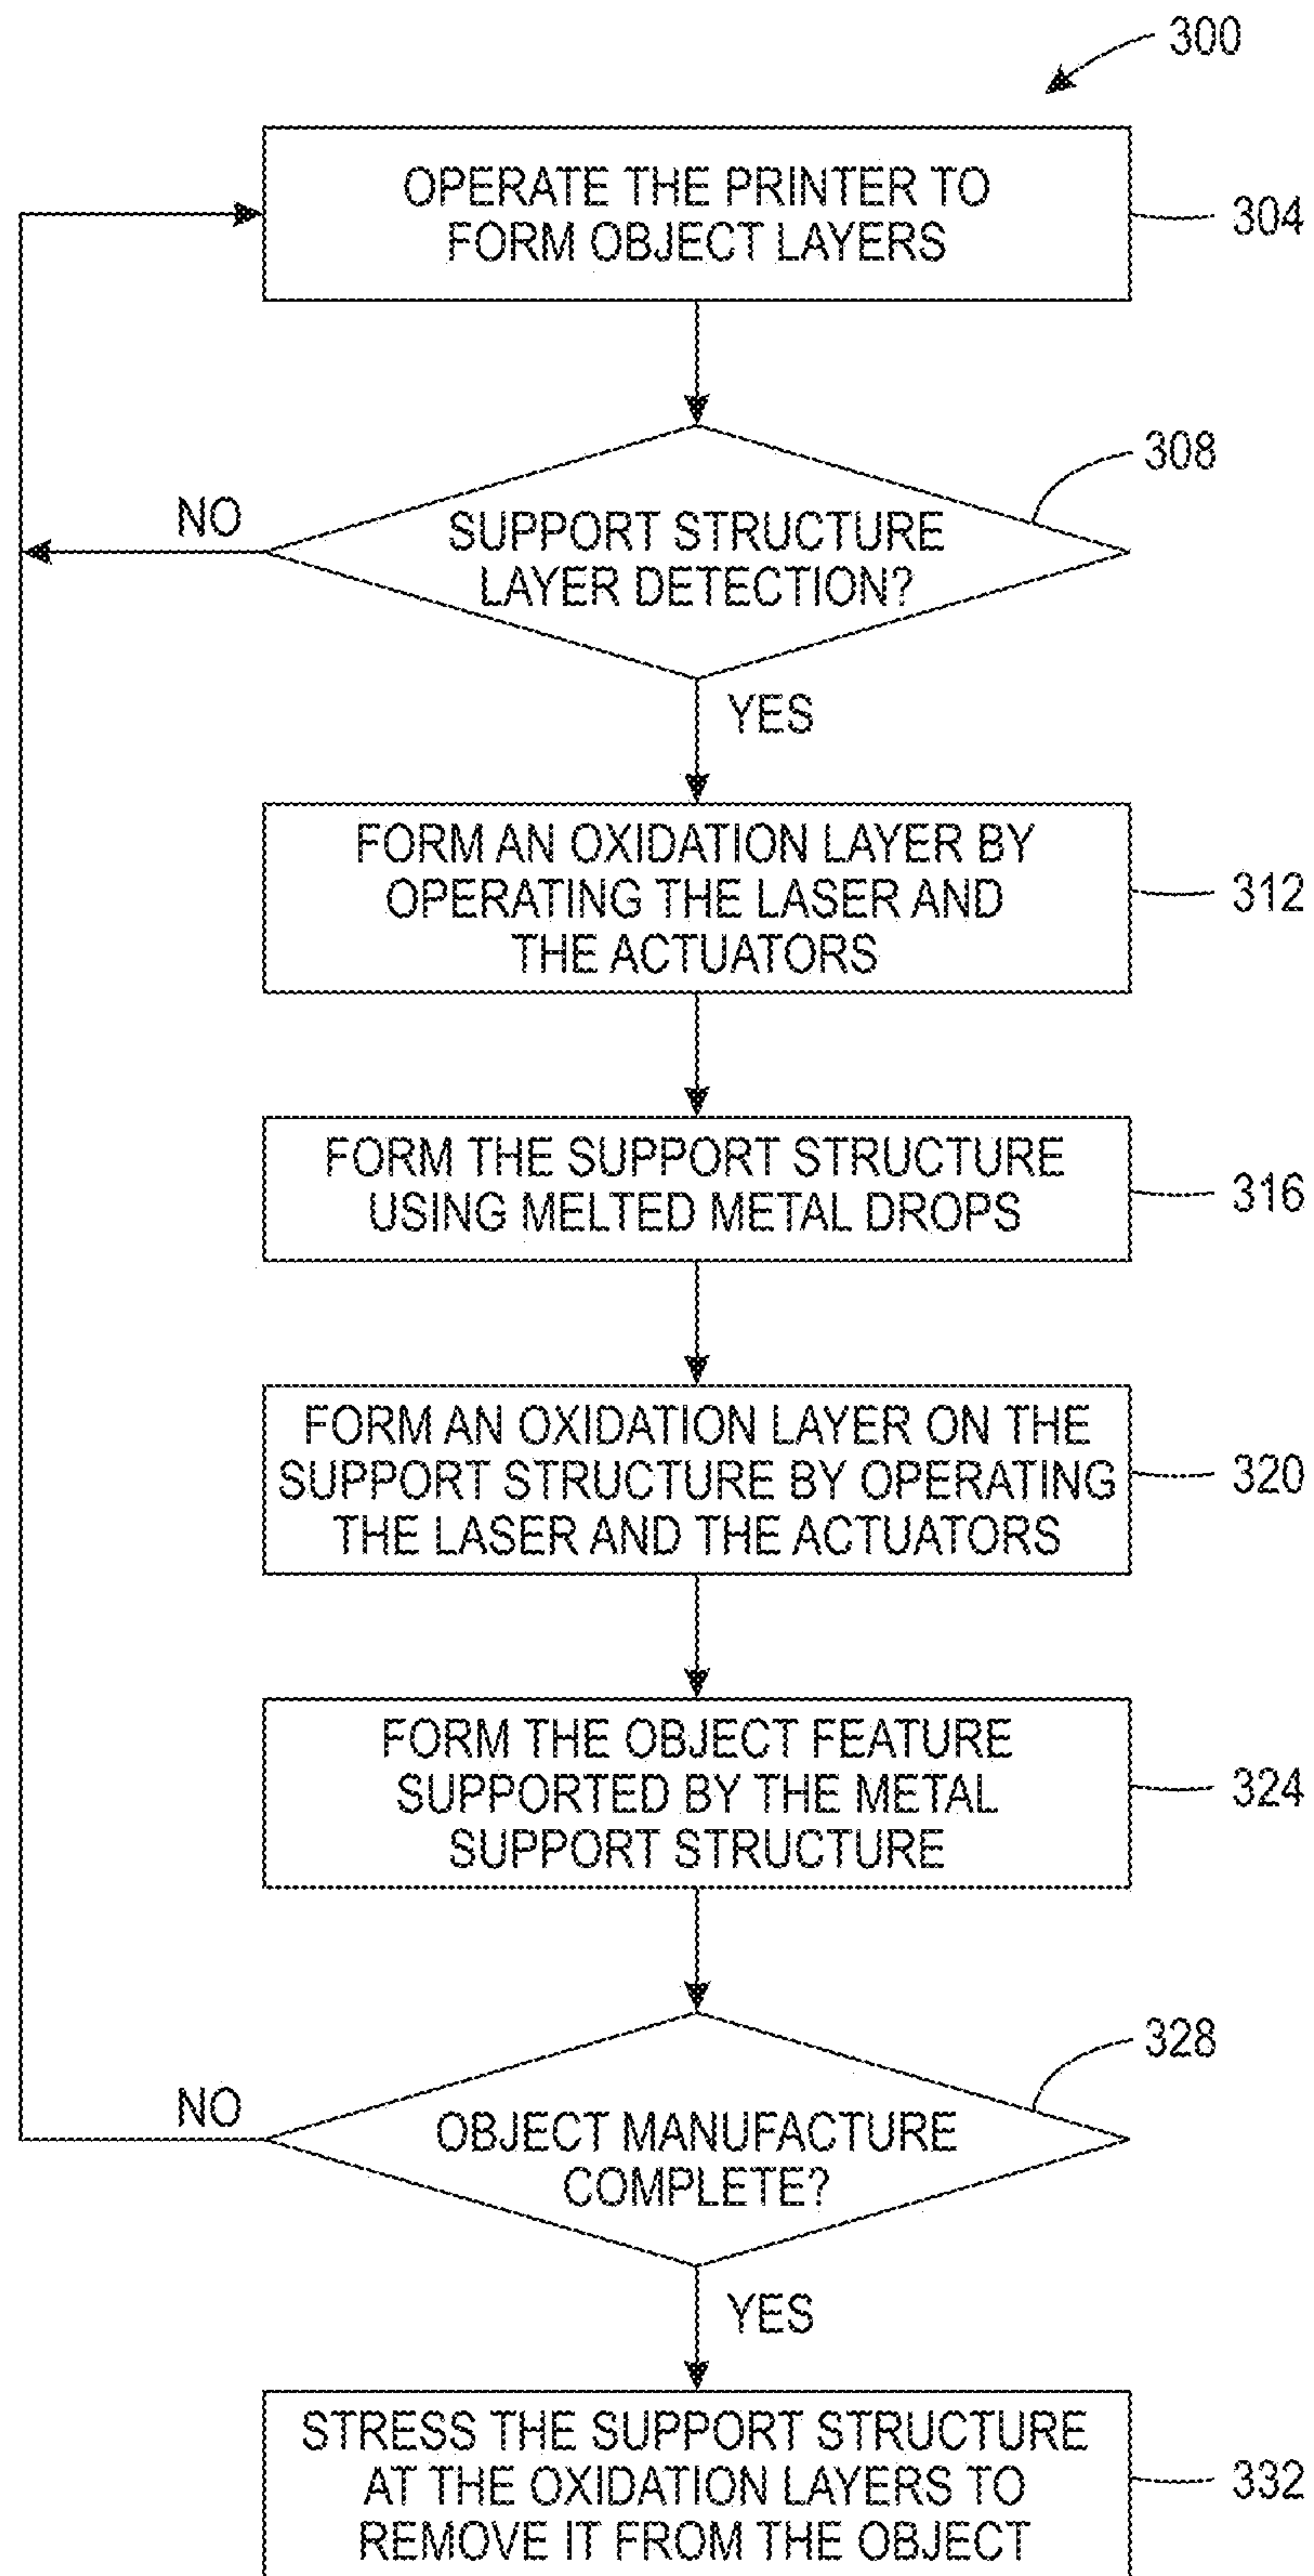 300
OPERATE THE PRINTER TO
FORM OBJECT LAYERS
304
308
NO
SUPPORT STRUCTURE
LAYER DETECTION?
YES
FORM AN OXIDATION LAYER BY
OPERATING THE LASER AND
THE ACTUATORS
312
FORM THE SUPPORT STRUCTURE
USING MELTED METAL DROPS
316
FORM AN OXIDATION LAYER ON THE
SUPPORT STRUCTURE BY OPERATING
THE LASER AND THE ACTUATORS
320
FORM THE OBJECT FEATURE
SUPPORTED BY THE METAL
SUPPORT STRUCTURE
324
328
NO
OBJECT MANUFACTURE
COMPLETE?
YES
STRESS THE SUPPORT STRUCTURE
AT THE OXIDATION LAYERS TO
REMOVE IT FROM THE OBJECT
332